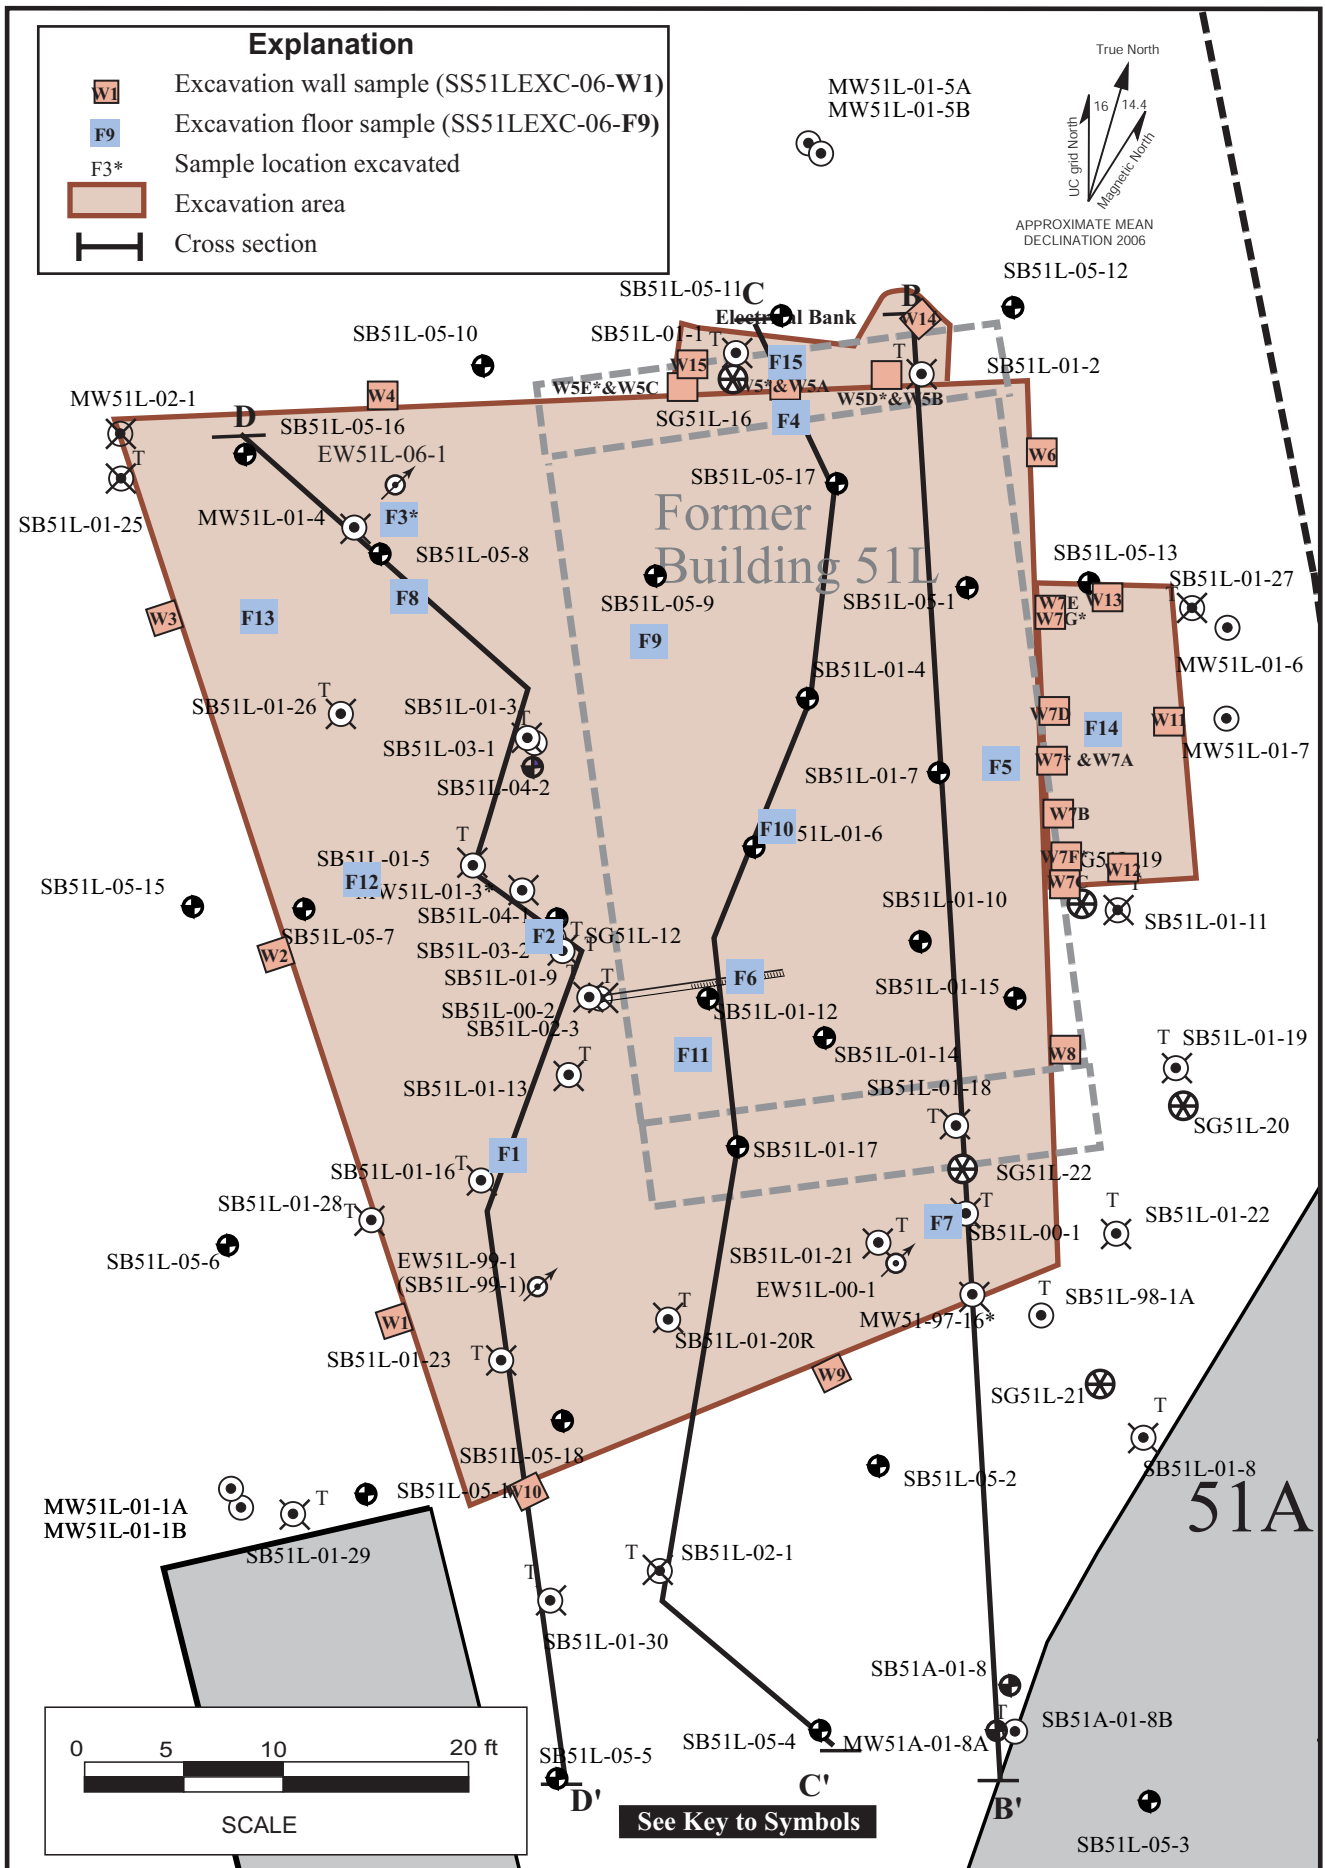 Explanation
W1 Excavation wall sample (SS51LEXC-06-W1)
F9 Excavation floor sample (SS51LEXC-06-F9)
F3* Sample location excavated
Excavation area
Cross section
True North
16
14.4
UC grid North
Magnetic North
APPROXIMATE MEAN
DECLINATION 2006
MW51L-01-5A
MW51L-01-5B
SB51L-05-12
SB51L-05-11
C
B
Electrical Bank
W14
SB51L-01-1
T
SB51L-05-10
W15
F15
T
SB51L-01-2
W5E*&W5C
W5*&W5A
W5D*&W5B
W4
MW51L-02-1
D
SB51L-05-16
SG51L-16
F4
EW51L-06-1
T
W6
SB51L-05-17
SB51L-01-25
MW51L-01-4
F3*
Former
Building 51L
SB51L-05-8
SB51L-05-13
SB51L-01-27
T
F8
SB51L-05-9
SB51L-05-1
W7E
W7G*
W13
W3
F13
F9
MW51L-01-6
SB51L-01-4
SB51L-01-26
T
SB51L-01-3
T
W7D
F14
W11
SB51L-03-1
MW51L-01-7
SB51L-04-2
SB51L-01-7
F5
W7* &W7A
W7B
T
F10
51L-01-6
SB51L-01-5
W7F*
W12
F12
MW51L-01-3*
W7C
T
SB51L-05-15
SB51L-01-10
SB51L-04-1
SB51L-01-11
SB51L-05-7
F2
T
SG51L-12
W2
SB51L-03-2
T
SB51L-01-9
T
T
F6
SB51L-01-15
SB51L-00-2
SB51L-01-12
SB51L-02-3
T
SB51L-01-19
F11
SB51L-01-14
W8
SB51L-01-13
T
SB51L-01-18
T
SG51L-20
F1
SB51L-01-17
SB51L-01-16
T
SG51L-22
SB51L-01-28
T
F7
T
T
SB51L-01-22
SB51L-05-6
SB51L-01-21
T
SB51L-00-1
EW51L-99-1
(SB51L-99-1)
EW51L-00-1
T
SB51L-98-1A
W1
T
MW51-97-16*
SB51L-01-20R
SB51L-01-23
T
W9
SG51L-21
T
SB51L-05-18
SB51L-05-2
SB51L-01-8
SB51L-05-1
W10
MW51L-01-1A
MW51L-01-1B
T
51A
SB51L-01-29
T
SB51L-02-1
T
SB51L-01-30
SB51A-01-8
T
SB51A-01-8B
SB51L-05-4
MW51A-01-8A
SB51L-05-5
D'
C'
B'
0 5 10 20 ft
SCALE
See Key to Symbols
SB51L-05-3